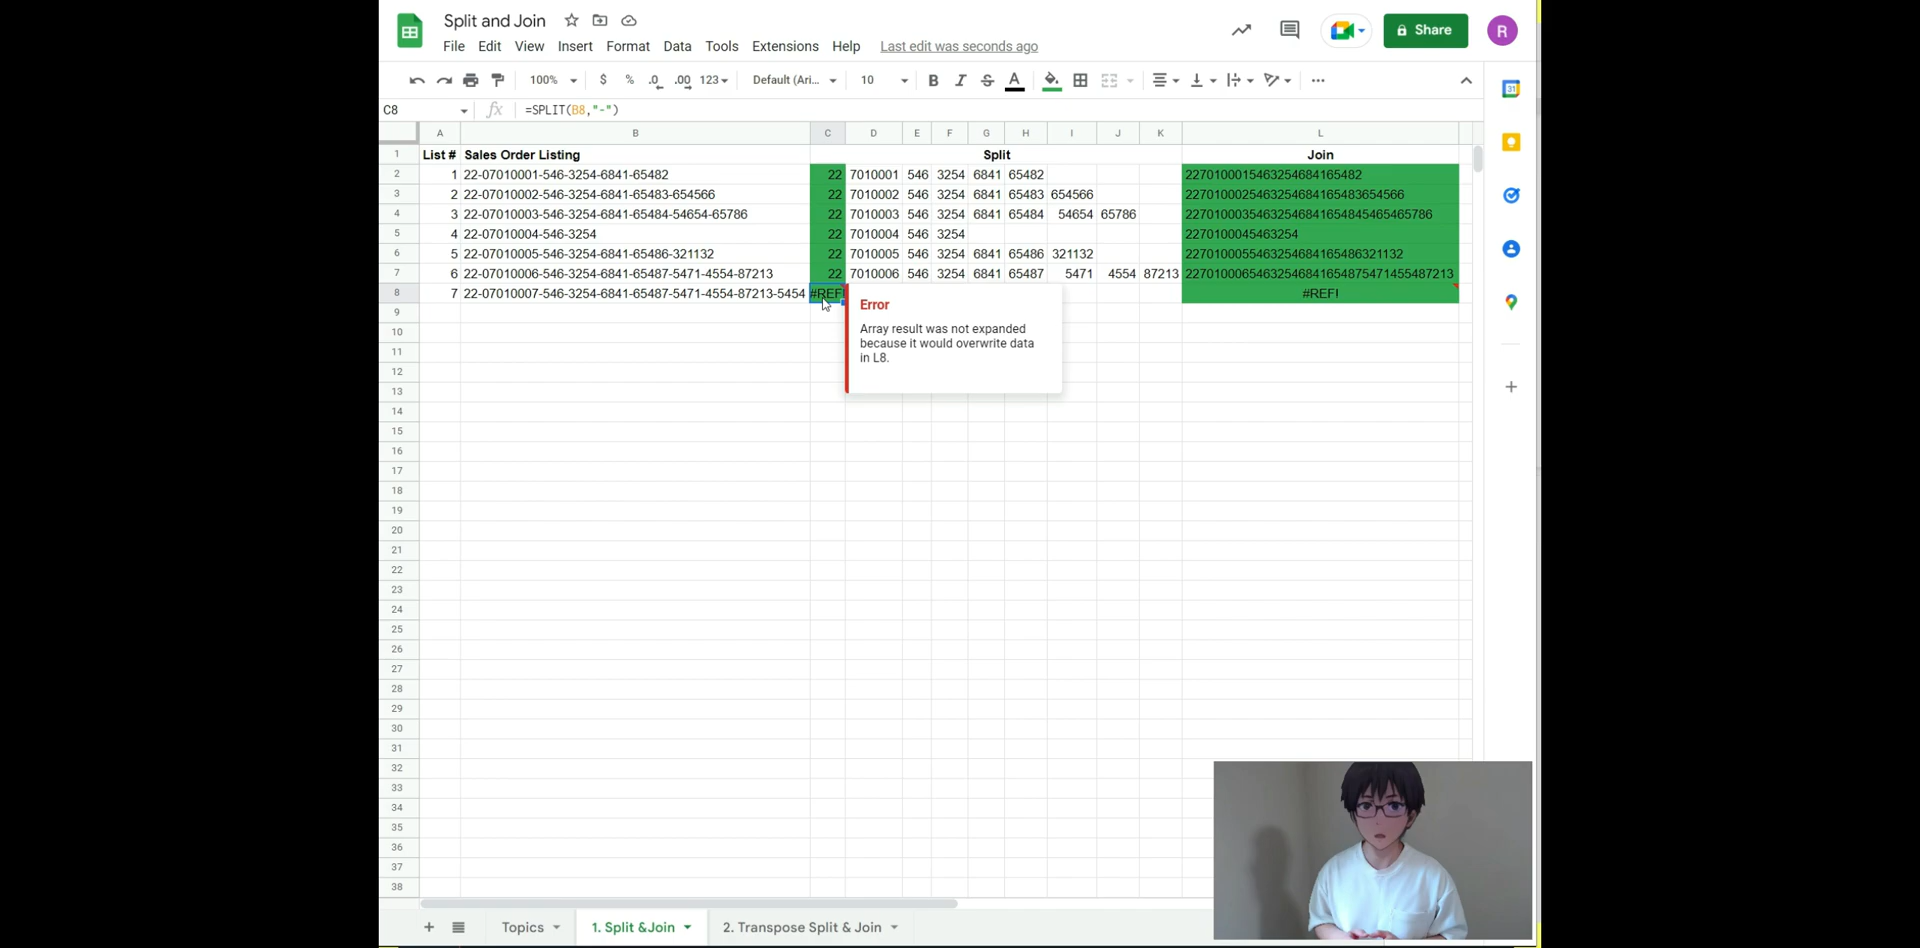 Split and Join
File Edit View Insert Format Data Tools Extensions Help Last edit was seconds ago
Share
R
100% $ % .0 .00 123 Default (Ari... 10 B I S A
31
C8 fx =SPLIT(B8,"-")
A B C D E F G H I J K L
1 List # Sales Order Listing Split Join
2 1 22-07010001-546-3254-6841-65482 22 7010001 546 3254 6841 65482 2270100015463254684165482
3 2 22-07010002-546-3254-6841-65483-654566 22 7010002 546 3254 6841 65483 654566 2270100025463254684165483654566
4 3 22-07010003-546-3254-6841-65484-54654-65786 22 7010003 546 3254 6841 65484 54654 65786 22701000354632546841654845465465786
5 4 22-07010004-546-3254 22 7010004 546 3254 2270100045463254
6 5 22-07010005-546-3254-6841-65486-321132 22 7010005 546 3254 6841 65486 321132 2270100055463254684165486321132
7 6 22-07010006-546-3254-6841-65487-5471-4554-87213 22 7010006 546 3254 6841 65487 5471 4554 87213 22701000654632546841654875471455487213
8 7 22-07010007-546-3254-6841-65487-5471-4554-87213-5454 #REF! #REF!
Error
Array result was not expanded
because it would overwrite data
in L8.
9
10
11
12
13
14
15
16
17
18
19
20
21
22
23
24
25
26
27
28
29
30
31
32
33
34
35
36
37
38
+ Topics 1. Split &Join 2. Transpose Split & Join